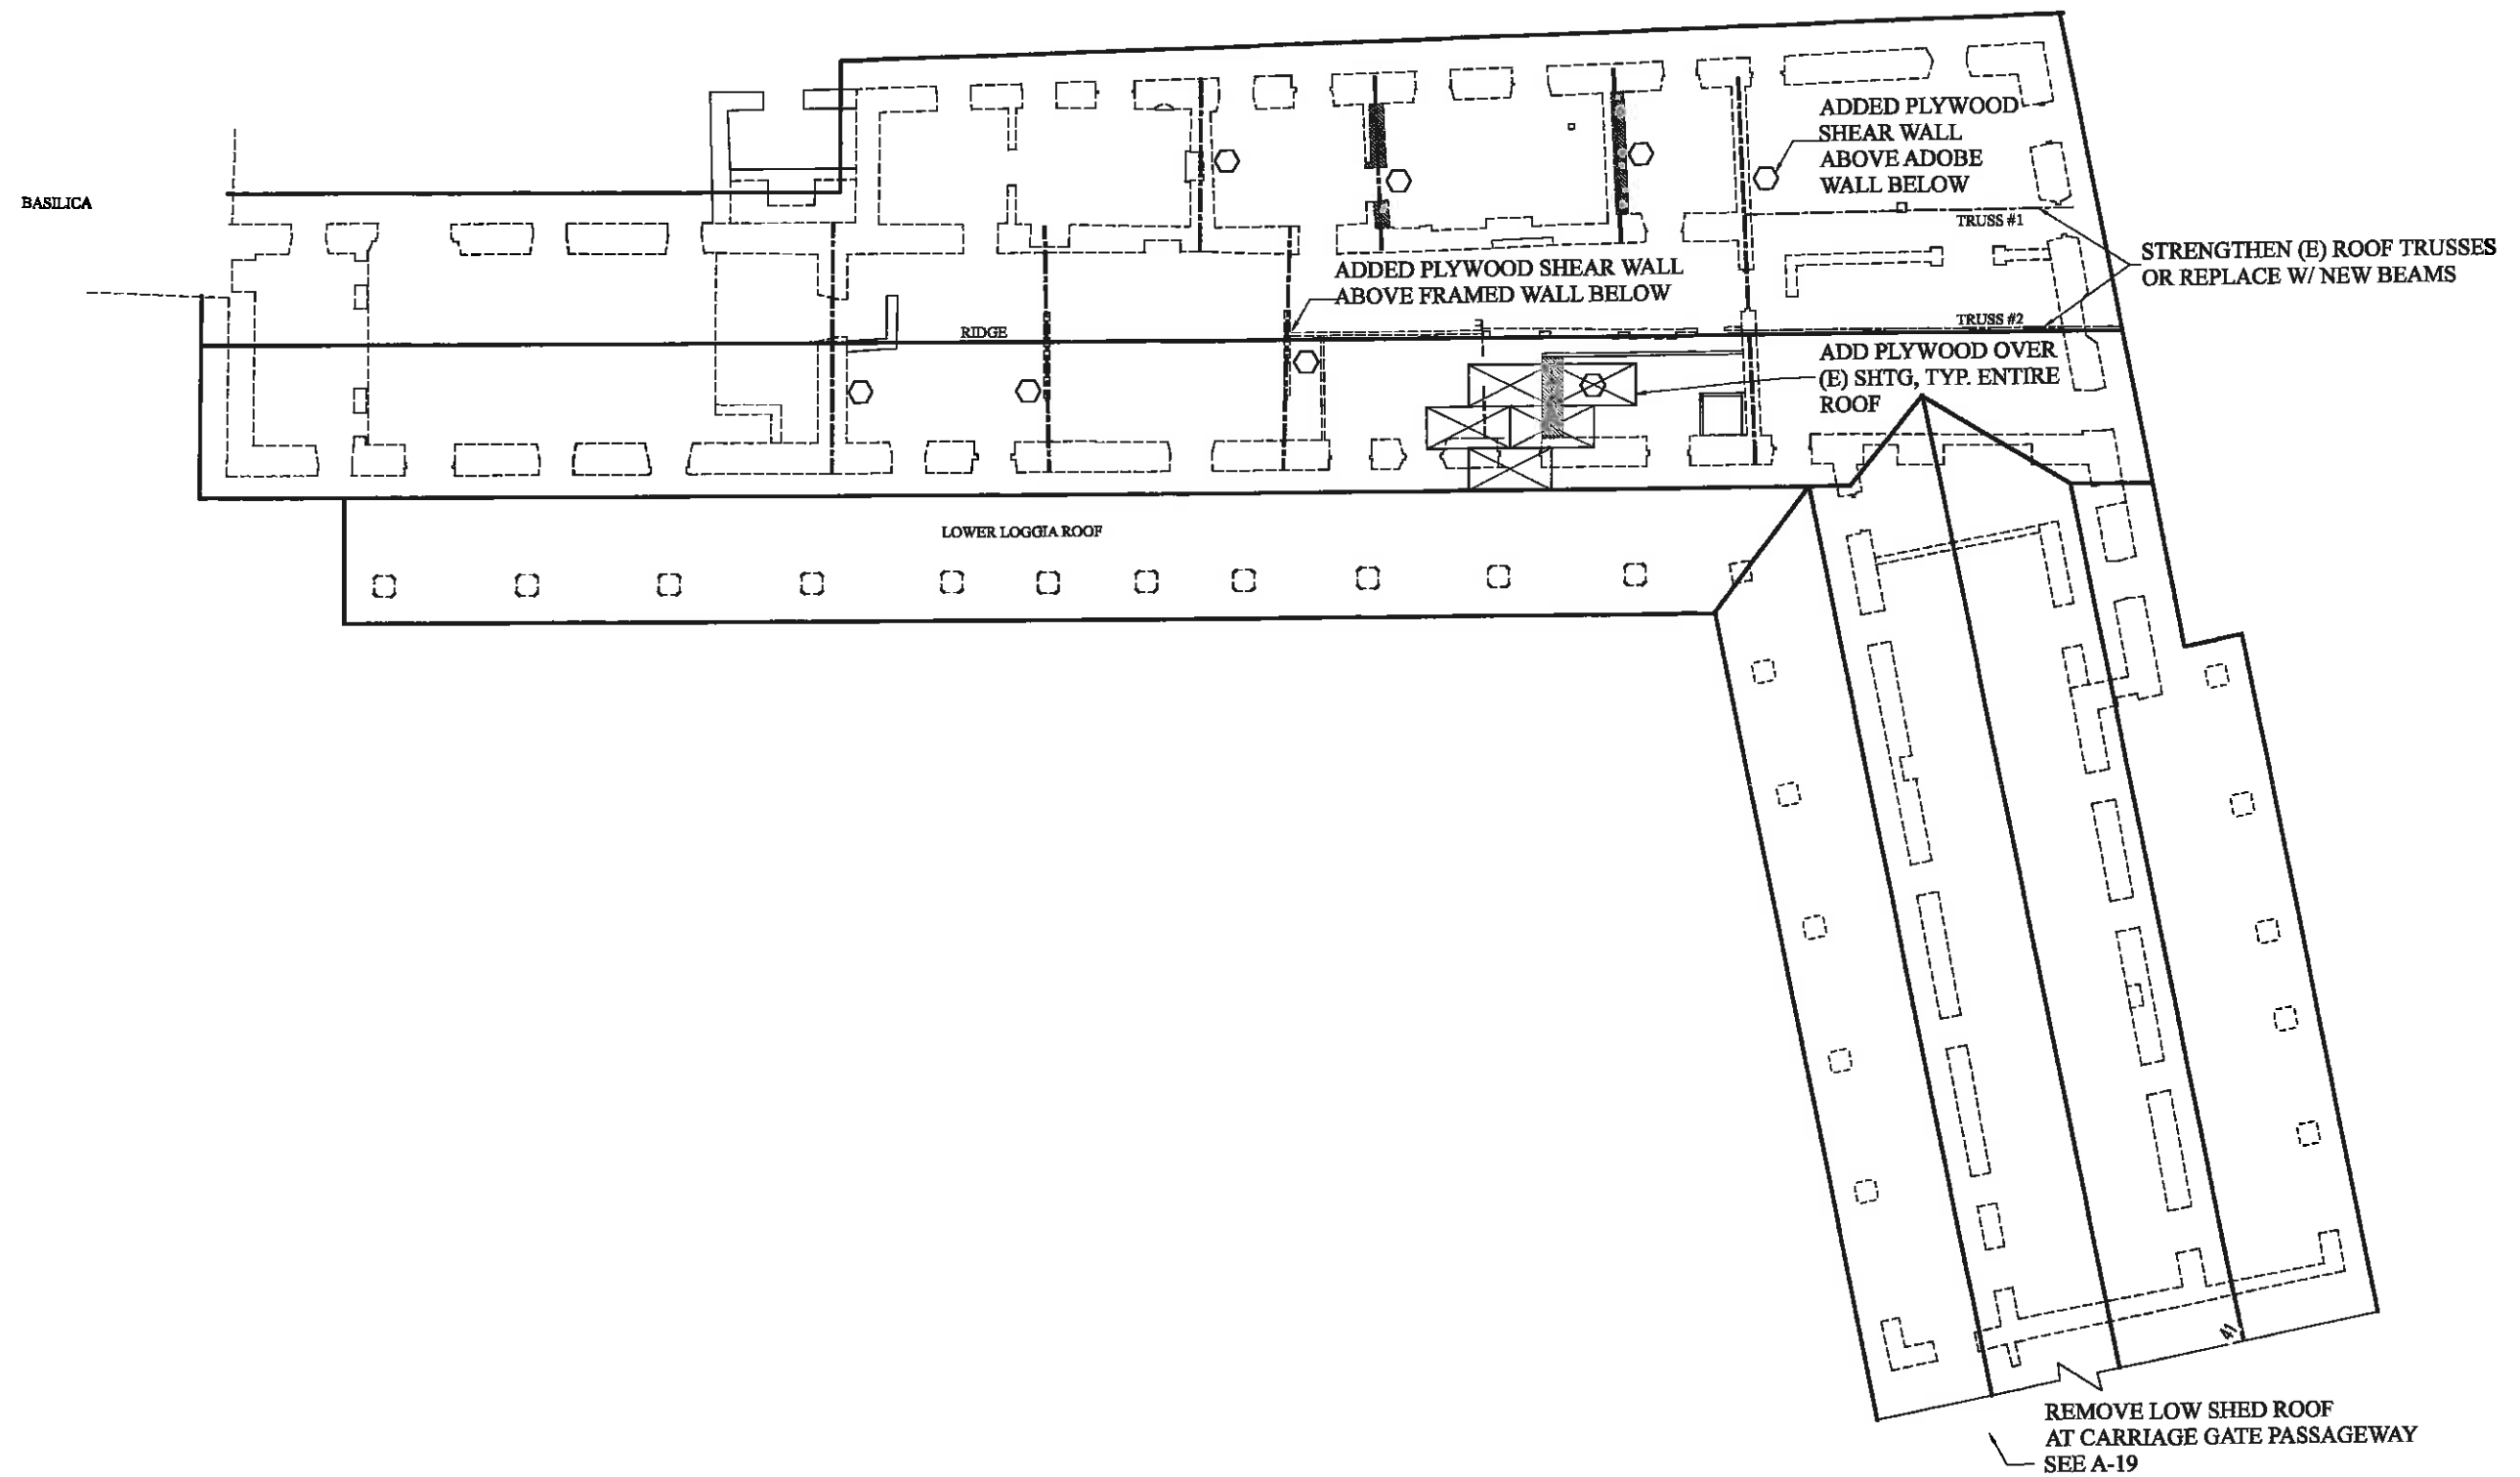 ADDED PLYWOOD
SHEAR WALL
ABOVE ADOBE
WALL BELOW
BASILICA
TRUSS #1
STRENGTHEN (E) ROOF TRUSSES
OR REPLACE W/ NEW BEAMS
ADDED PLYWOOD SHEAR WALL
ABOVE FRAMED WALL BELOW
RIDGE
TRUSS #2
ADD PLYWOOD OVER
(E) SHTG, TYP. ENTIRE
ROOF
LOWER LOGGIA ROOF
41
REMOVE LOW SHED ROOF
AT CARRIAGE GATE PASSAGEWAY
SEE A-19